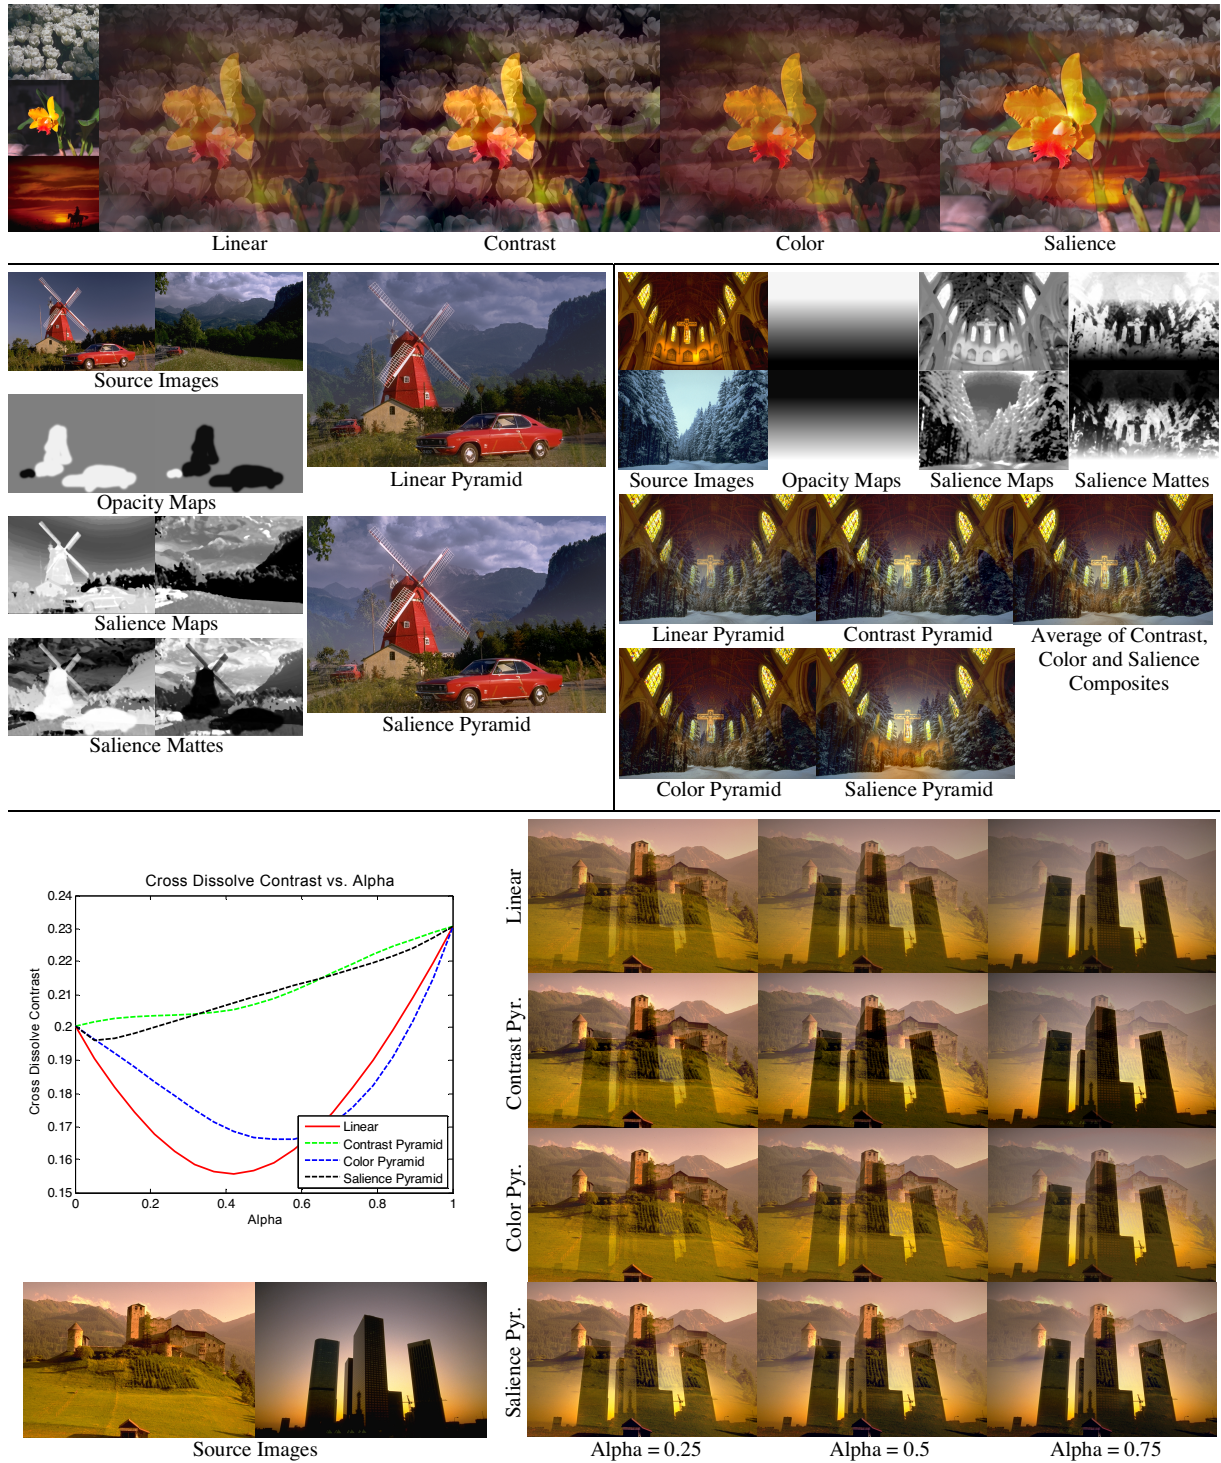 Linear
Contrast
Color
Salience
Source Images
Opacity Maps
Salience Maps
Salience Mattes
Linear Pyramid
Salience Pyramid
Source Images
Opacity Maps
Salience Maps
Salience Mattes
Linear Pyramid
Contrast Pyramid
Average of Contrast,
Color and Salience
Composites
Color Pyramid
Salience Pyramid
Cross Dissolve Contrast vs. Alpha
Cross Dissolve Contrast
0.24
0.23
0.22
0.21
0.2
0.19
0.18
0.17
0.16
0.15
0
0.2
0.4
0.6
0.8
1
Alpha
Linear
Contrast Pyramid
Color Pyramid
Salience Pyramid
Source Images
Linear
Contrast Pyr.
Color Pyr.
Salience Pyr.
Alpha = 0.25
Alpha = 0.5
Alpha = 0.75